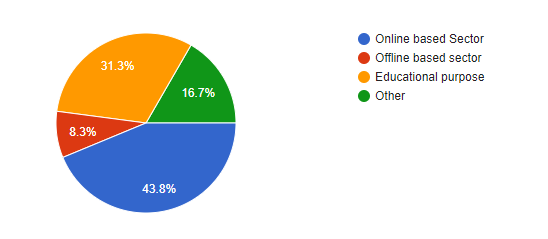 31.3%
16.7%
8.3%
43.8%
Online based Sector
Offline based sector
Educational purpose
Other